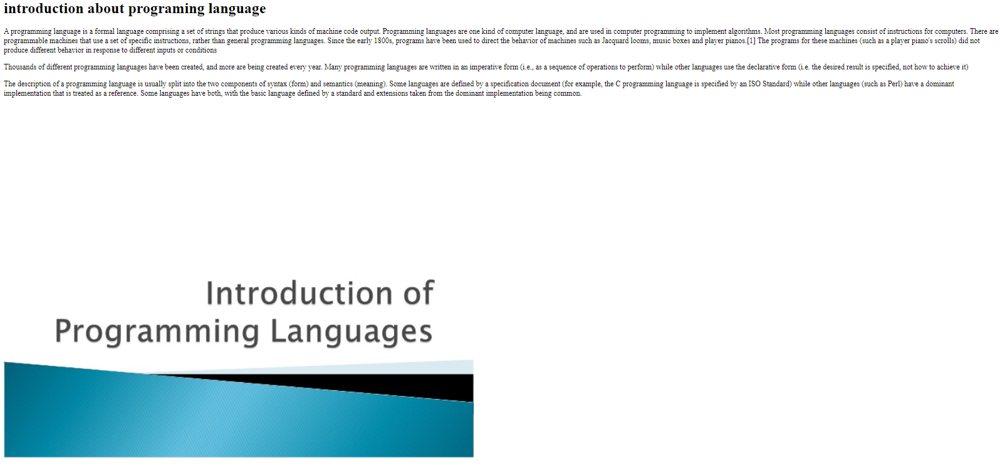 introduction about programing language
A programming language is a formal language comprising a set of strings that produce various kinds of machine code output. Programming languages are one kind of computer language, and are used in computer programming to implement algorithms. Most programming languages consist of instructions for computers. There are
programmable machines that use a set of specific instructions, rather than general programming languages. Since the early 1800s, programs have been used to direct the behavior of machines such as Jacquard looms, music boxes and player pianos.[1] The programs for these machines (such as a player piano's scrolls) did not
produce different behavior in response to different inputs or conditions
Thousands of different programming languages have been created, and more are being created every year. Many programming languages are written in an imperative form (i.e., as a sequence of operations to perform) while other languages use the declarative form (i.e. the desired result is specified, not how to achieve it)
The description of a programming language is usually split into the two components of syntax (form) and semantics (meaning). Some languages are defined by a specification document (for example, the C programming language is specified by an ISO Standard) while other languages (such as Perl) have a dominant
implementation that is treated as a reference. Some languages have both, with the basic language defined by a standard and extensions taken from the dominant implementation being common.
Introduction of
Programming Languages